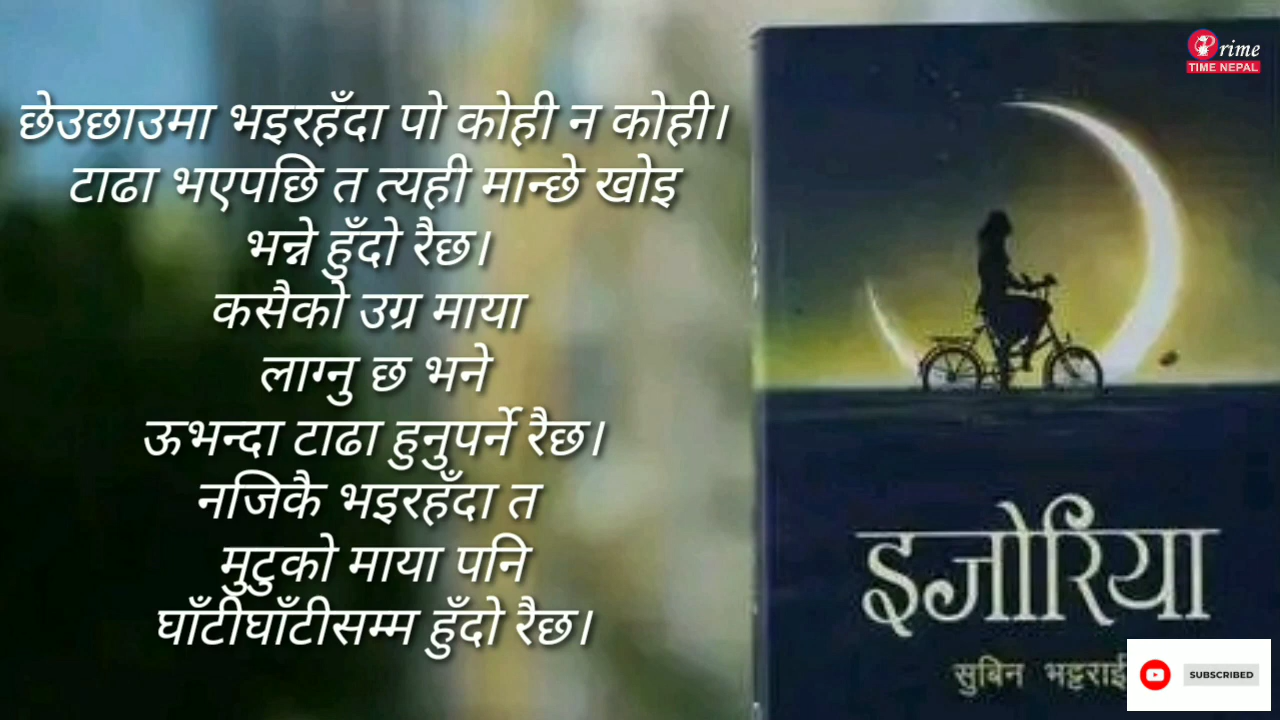 छेउछाउमा भइरहँदा पो कोही न कोही।
टाढा भएपछि त त्यही मान्छे खोइ
भन्ने हुँदो रैछ।
कसैको उग्र माया
लाग्नु छ भने
ऊभन्दा टाढा हुनुपर्ने रैछ।
नजिकै भइरहँदा त
मुटुको माया पनि
घाँटीघाँटीसम्म हुँदो रैछ।
Prime
TIME NEPAL
इजोरिया
सुबिन भट्टराई
SUBSCRIBED